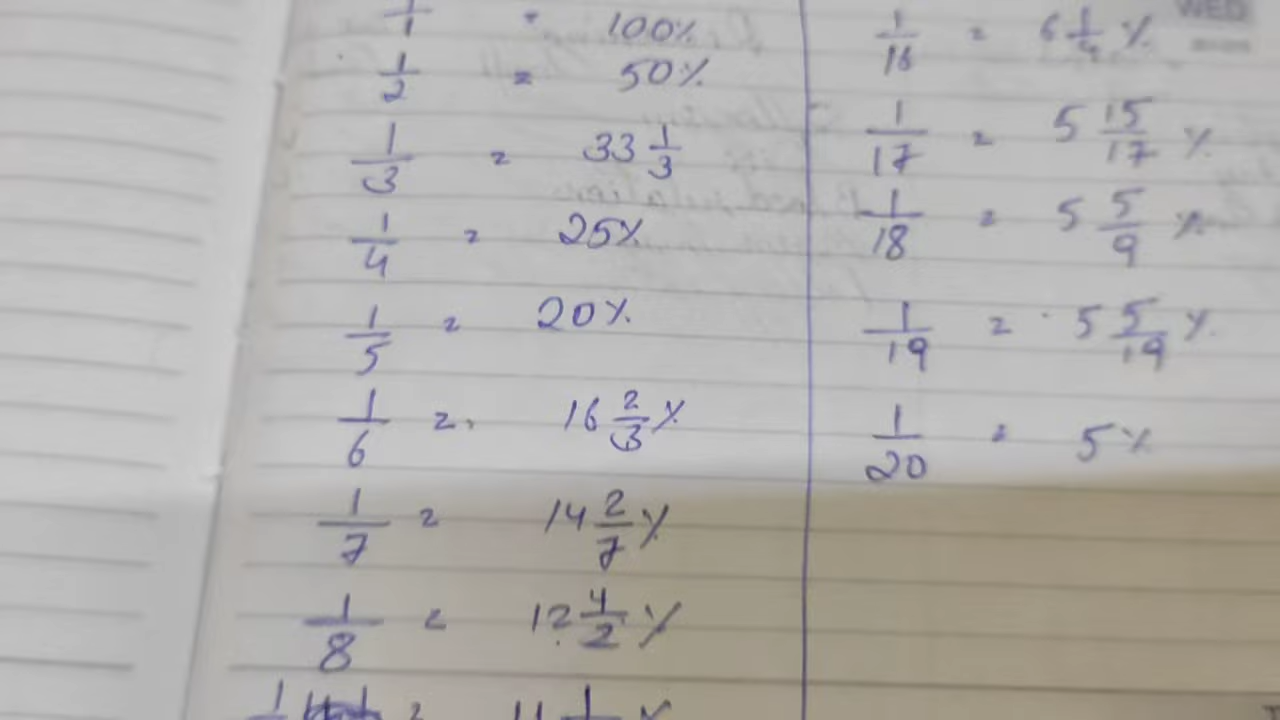 1/1 = 100%
1/2 = 50%
1/3 = 33 1/3
1/4 = 25%
1/5 = 20%
1/6 = 16 2/3 %
1/7 = 14 2/7 %
1/8 = 12 4/2 %
WED
1/16 = 6 1/4 %
1/17 = 5 15/17 %
1/18 = 5 5/9 %
1/19 = 5 5/19 %
1/20 = 5%